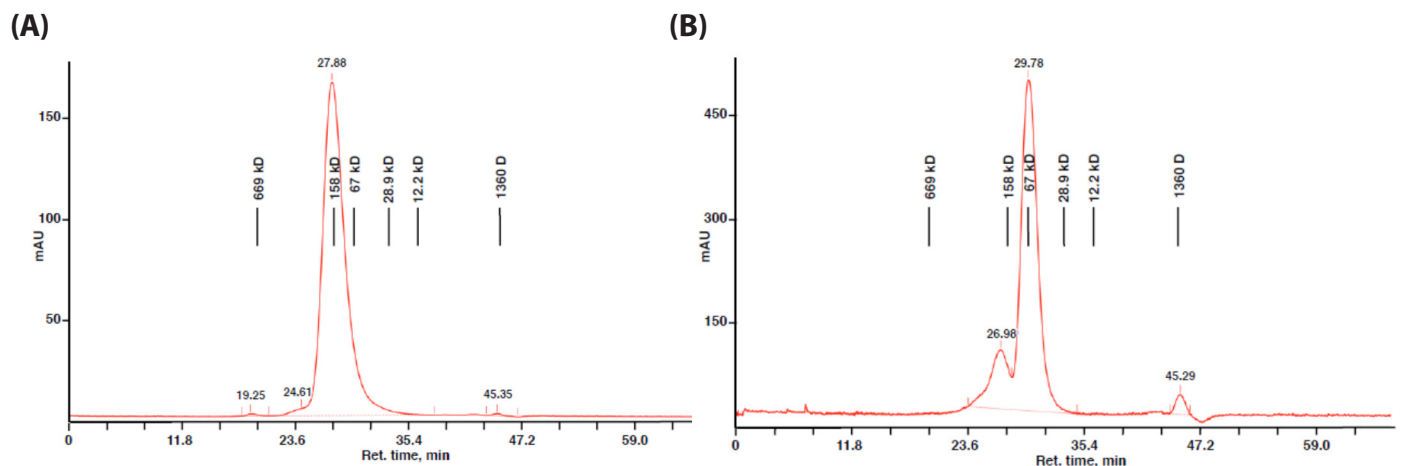 (A)
27.88
150
100
50
mAU
669 kD
158 kD
67 kD
28.9 kD
12.2 kD
1360 D
19.25
24.61
45.35
0 11.8 23.6 35.4 47.2 59.0
Ret. time, min
(B)
29.78
450
300
150
mAU
669 kD
158 kD
67 kD
28.9 kD
12.2 kD
1360 D
26.98
45.29
0 11.8 23.6 35.4 47.2 59.0
Ret. time, min